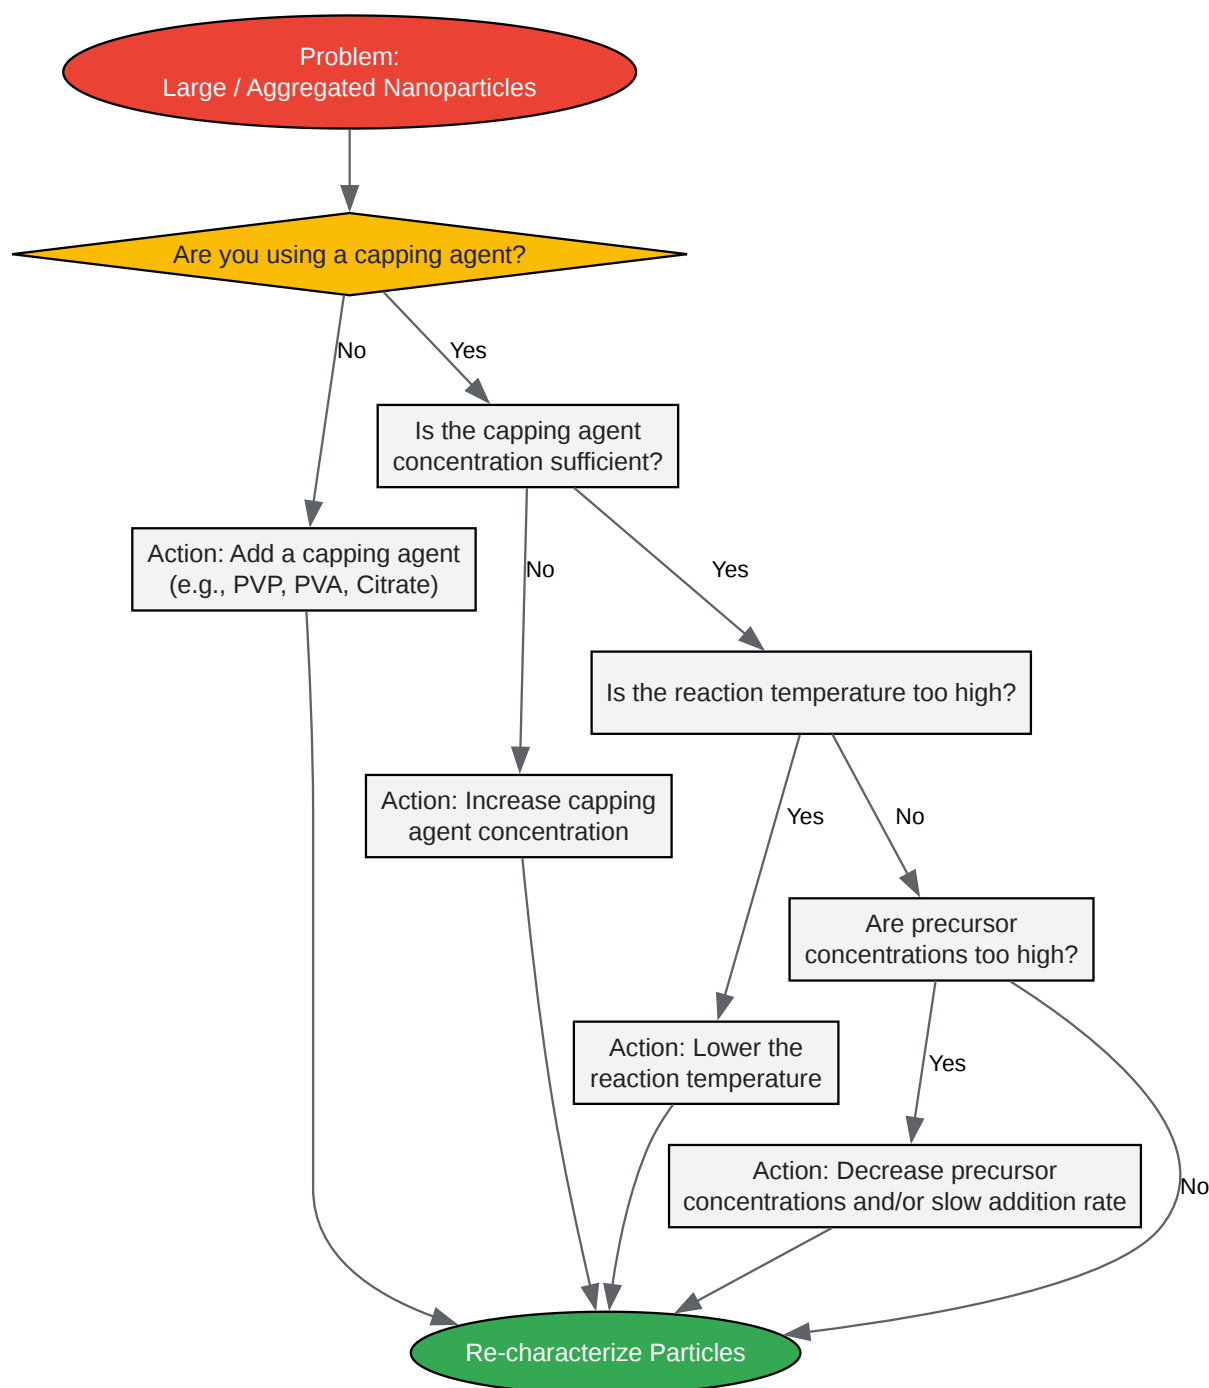 Problem:
Large / Aggregated Nanoparticles
Are you using a capping agent?
No
Yes
Is the capping agent
concentration sufficient?
Action: Add a capping agent
(e.g., PVP, PVA, Citrate)
No
Yes
Is the reaction temperature too high?
Action: Increase capping
agent concentration
Yes
No
Are precursor
concentrations too high?
Action: Lower the
reaction temperature
Yes
Action: Decrease precursor
concentrations and/or slow addition rate
No
Re-characterize Particles